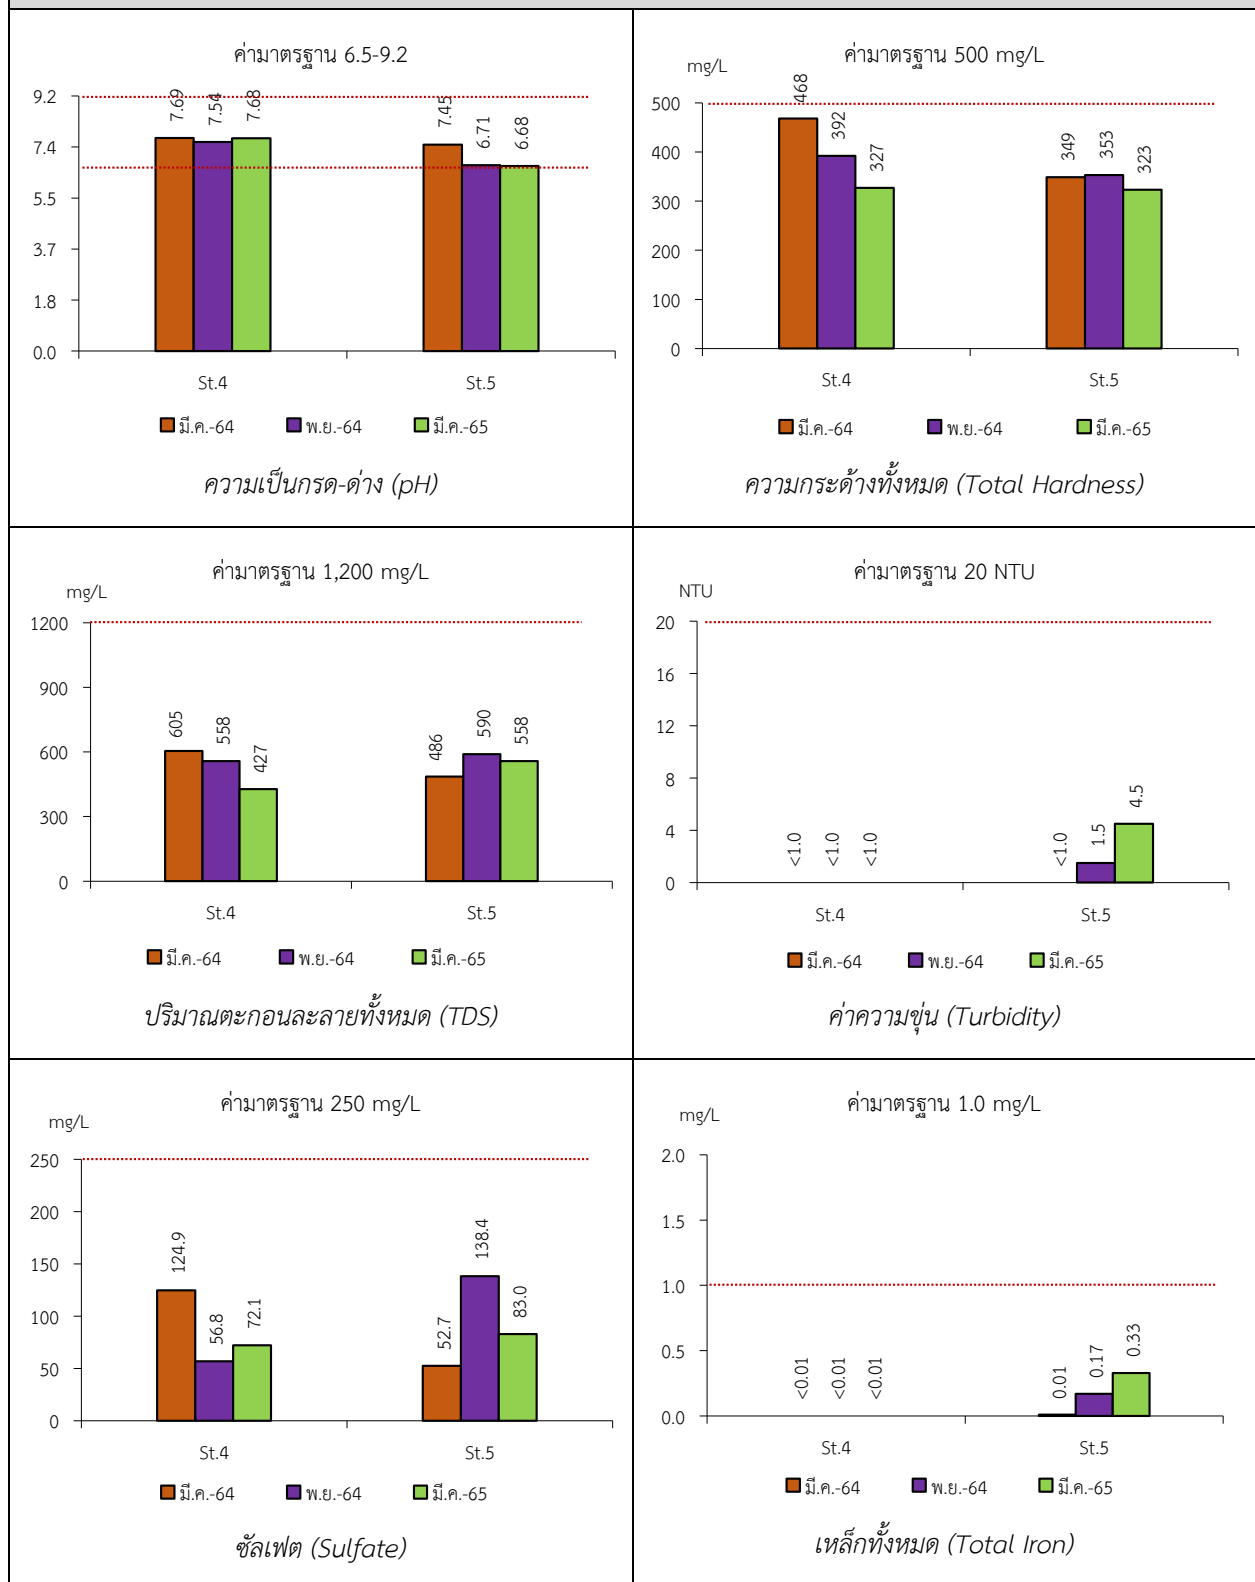 ค่ามาตรฐาน 6.5-9.2
9.2
7.4
5.5
3.7
1.8
0.0
7.69
7.54
7.68
7.45
6.71
6.68
St.4
St.5
มี.ค.-64
พ.ย.-64
มี.ค.-65
ความเป็นกรด-ด่าง (pH)
ค่ามาตรฐาน 500 mg/L
mg/L
500
400
300
200
100
0
468
392
327
349
353
323
St.4
St.5
มี.ค.-64
พ.ย.-64
มี.ค.-65
ความกระด้างทั้งหมด (Total Hardness)
ค่ามาตรฐาน 1,200 mg/L
mg/L
1200
900
600
300
0
605
558
427
486
590
558
St.4
St.5
มี.ค.-64
พ.ย.-64
มี.ค.-65
ปริมาณตะกอนละลายทั้งหมด (TDS)
ค่ามาตรฐาน 20 NTU
NTU
20
16
12
8
4
0
<1.0
<1.0
<1.0
<1.0
1.5
4.5
St.4
St.5
มี.ค.-64
พ.ย.-64
มี.ค.-65
ค่าความขุ่น (Turbidity)
ค่ามาตรฐาน 250 mg/L
mg/L
250
200
150
100
50
0
124.9
56.8
72.1
52.7
138.4
83.0
St.4
St.5
มี.ค.-64
พ.ย.-64
มี.ค.-65
ซัลเฟต (Sulfate)
ค่ามาตรฐาน 1.0 mg/L
mg/L
2.0
1.5
1.0
0.5
0.0
<0.01
<0.01
<0.01
0.01
0.17
0.33
St.4
St.5
มี.ค.-64
พ.ย.-64
มี.ค.-65
เหล็กทั้งหมด (Total Iron)